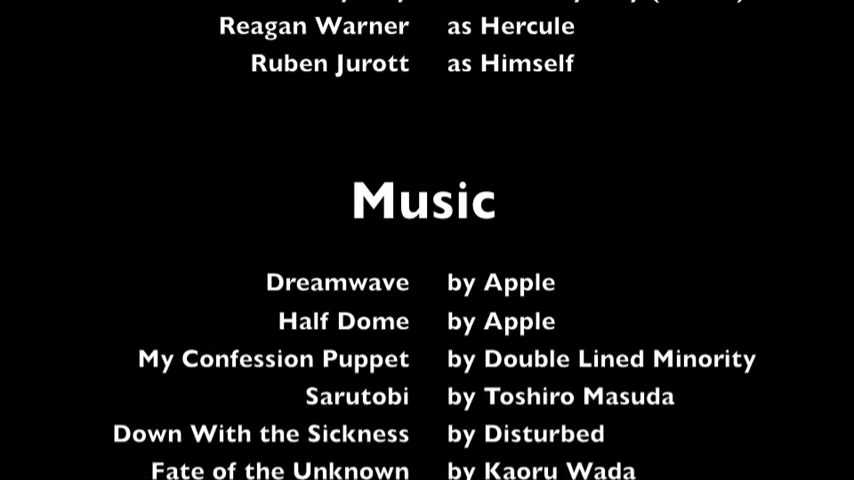 Reagan Warner as Hercule
Ruben Jurott as Himself
Music
Dreamwave by Apple
Half Dome by Apple
My Confession Puppet by Double Lined Minority
Sarutobi by Toshiro Masuda
Down With the Sickness by Disturbed
Fate of the Unknown by Kaoru Wada